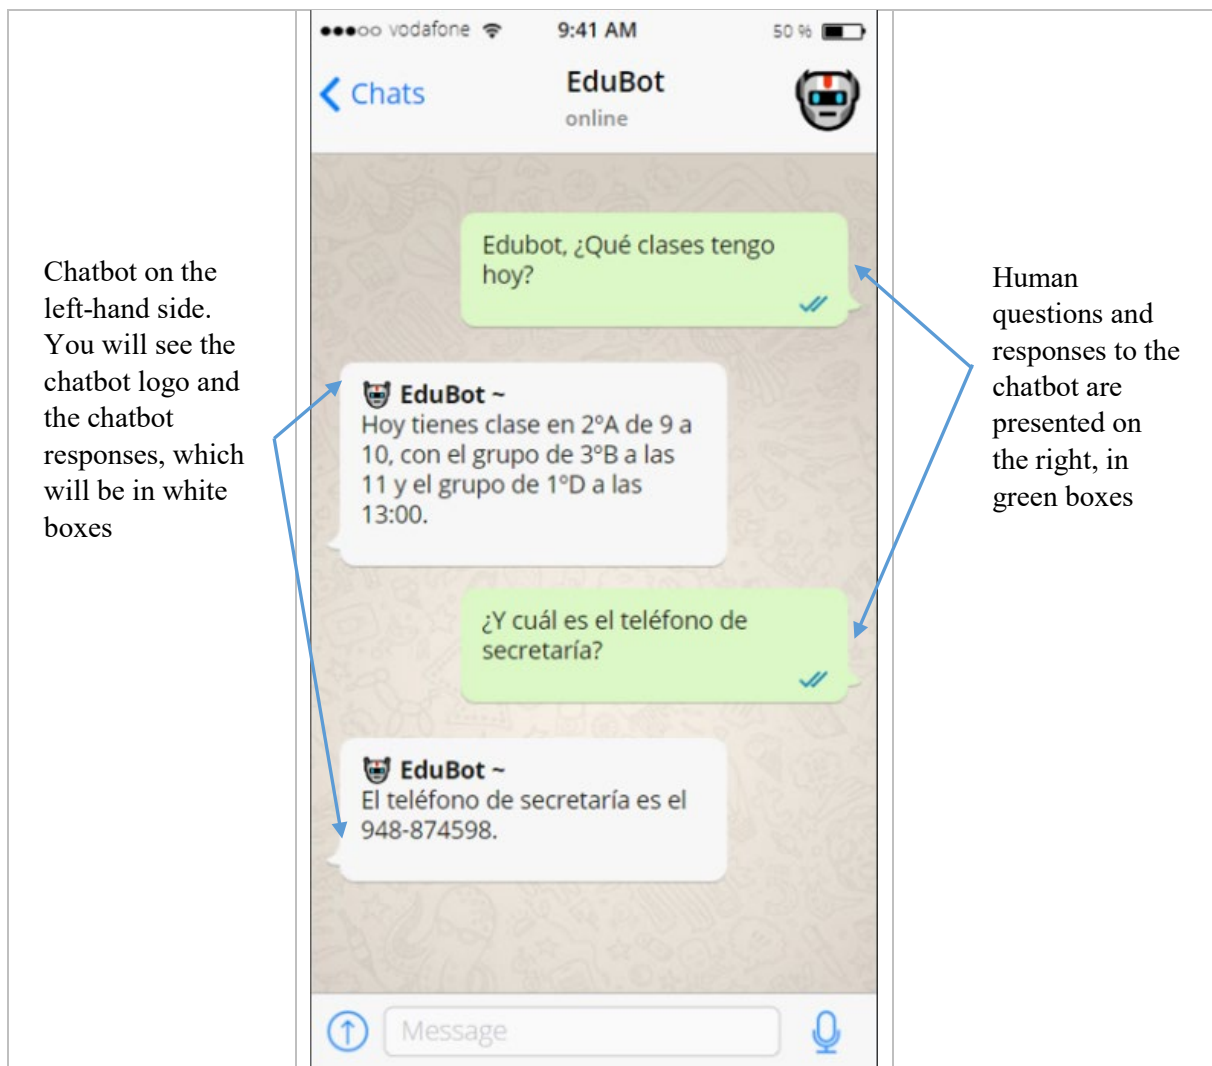 vodafone
9:41 AM
50 %
Chats
EduBot
online
Edubot, ¿Qué clases tengo
hoy?
EduBot ~
Hoy tienes clase en 2ºA de 9 a
10, con el grupo de 3ºB a las
11 y el grupo de 1ºD a las
13:00.
¿Y cuál es el teléfono de
secretaría?
EduBot ~
El teléfono de secretaría es el
948-874598.
Message
Chatbot on the
left-hand side.
You will see the
chatbot logo and
the chatbot
responses, which
will be in white
boxes
Human
questions and
responses to the
chatbot are
presented on
the right, in
green boxes